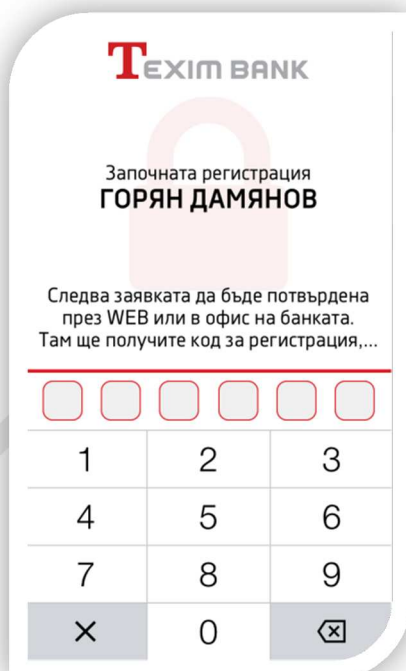 TEXIM BANK
Започната регистрация
ГОРЯН ДАМЯНОВ
Следва заявката да бъде потвърдена
през WEB или в офис на банката.
Там ще получите код за регистрация,...
1 2 3
4 5 6
7 8 9
0